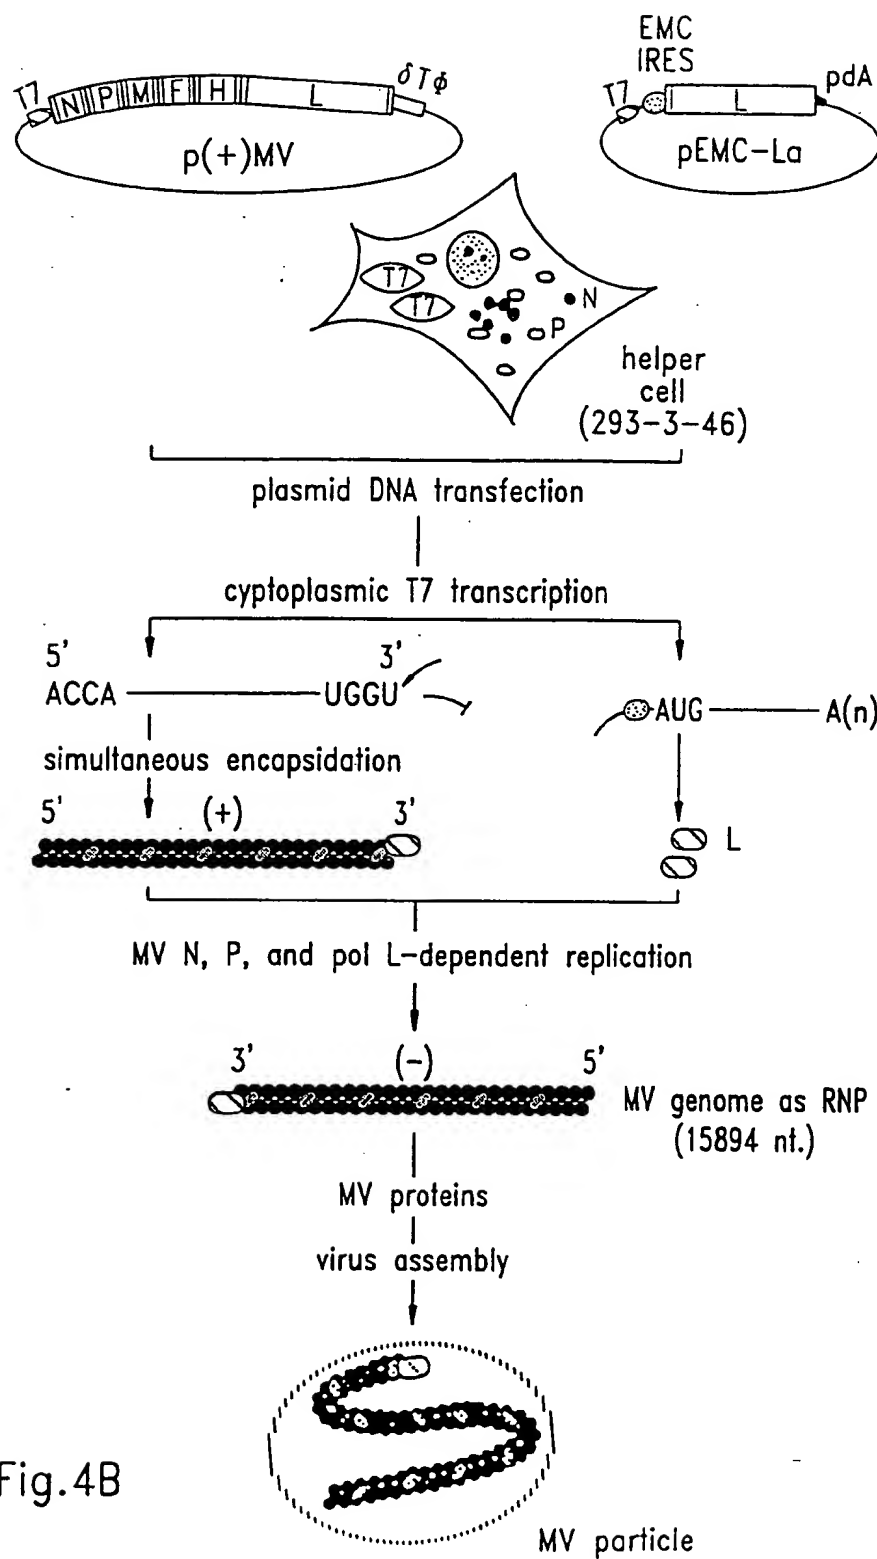 EMC
IRES
T7 N P M F H L δTΦ
T7 L pdA
p(+)MV
pEMC-La
T7
T7
N
P
helper
cell
(293-3-46)
plasmid DNA transfection
cyptoplasmic T7 transcription
5' 3'
ACCA UGGU
AUG A(n)
simultaneous encapsidation
5' (+) 3'
L
MV N, P, and pol L-dependent replication
3' (-) 5'
MV genome as RNP
(15894 nt.)
MV proteins
virus assembly
Fig.4B
MV particle